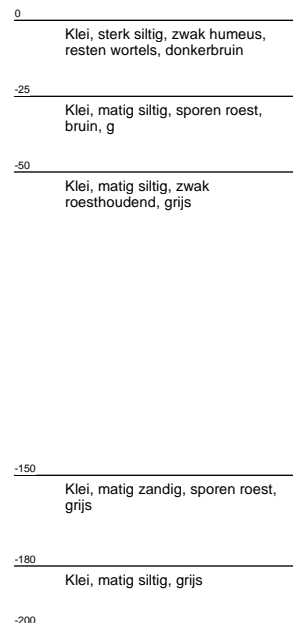 0
Klei, sterk siltig, zwak humeus,
resten wortels, donkerbruin
-25
Klei, matig siltig, sporen roest,
bruin, g
-50
Klei, matig siltig, zwak
roesthoudend, grijs
-150
Klei, matig zandig, sporen roest,
grijs
-180
Klei, matig siltig, grijs
-200